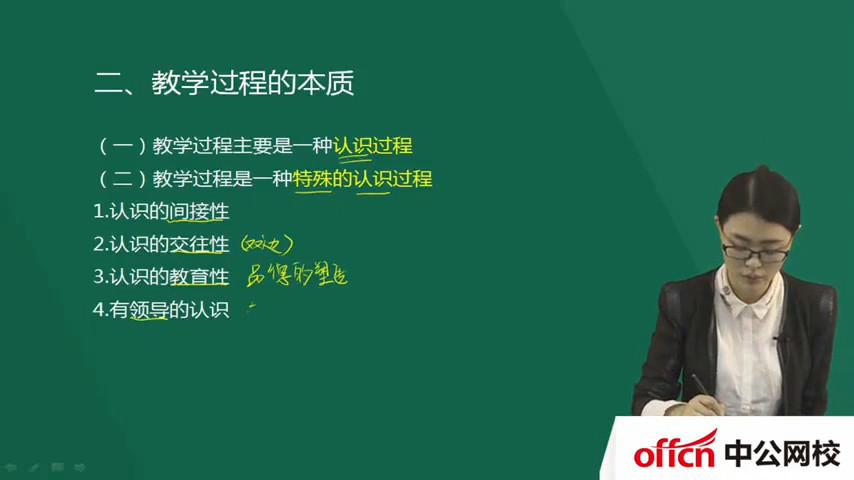 二、教学过程的本质
（一）教学过程主要是一种认识过程
（二）教学过程是一种特殊的认识过程
1.认识的间接性
2.认识的交往性（双边）
3.认识的教育性 品德的塑造
4.有领导的认识
offcn 中公网校